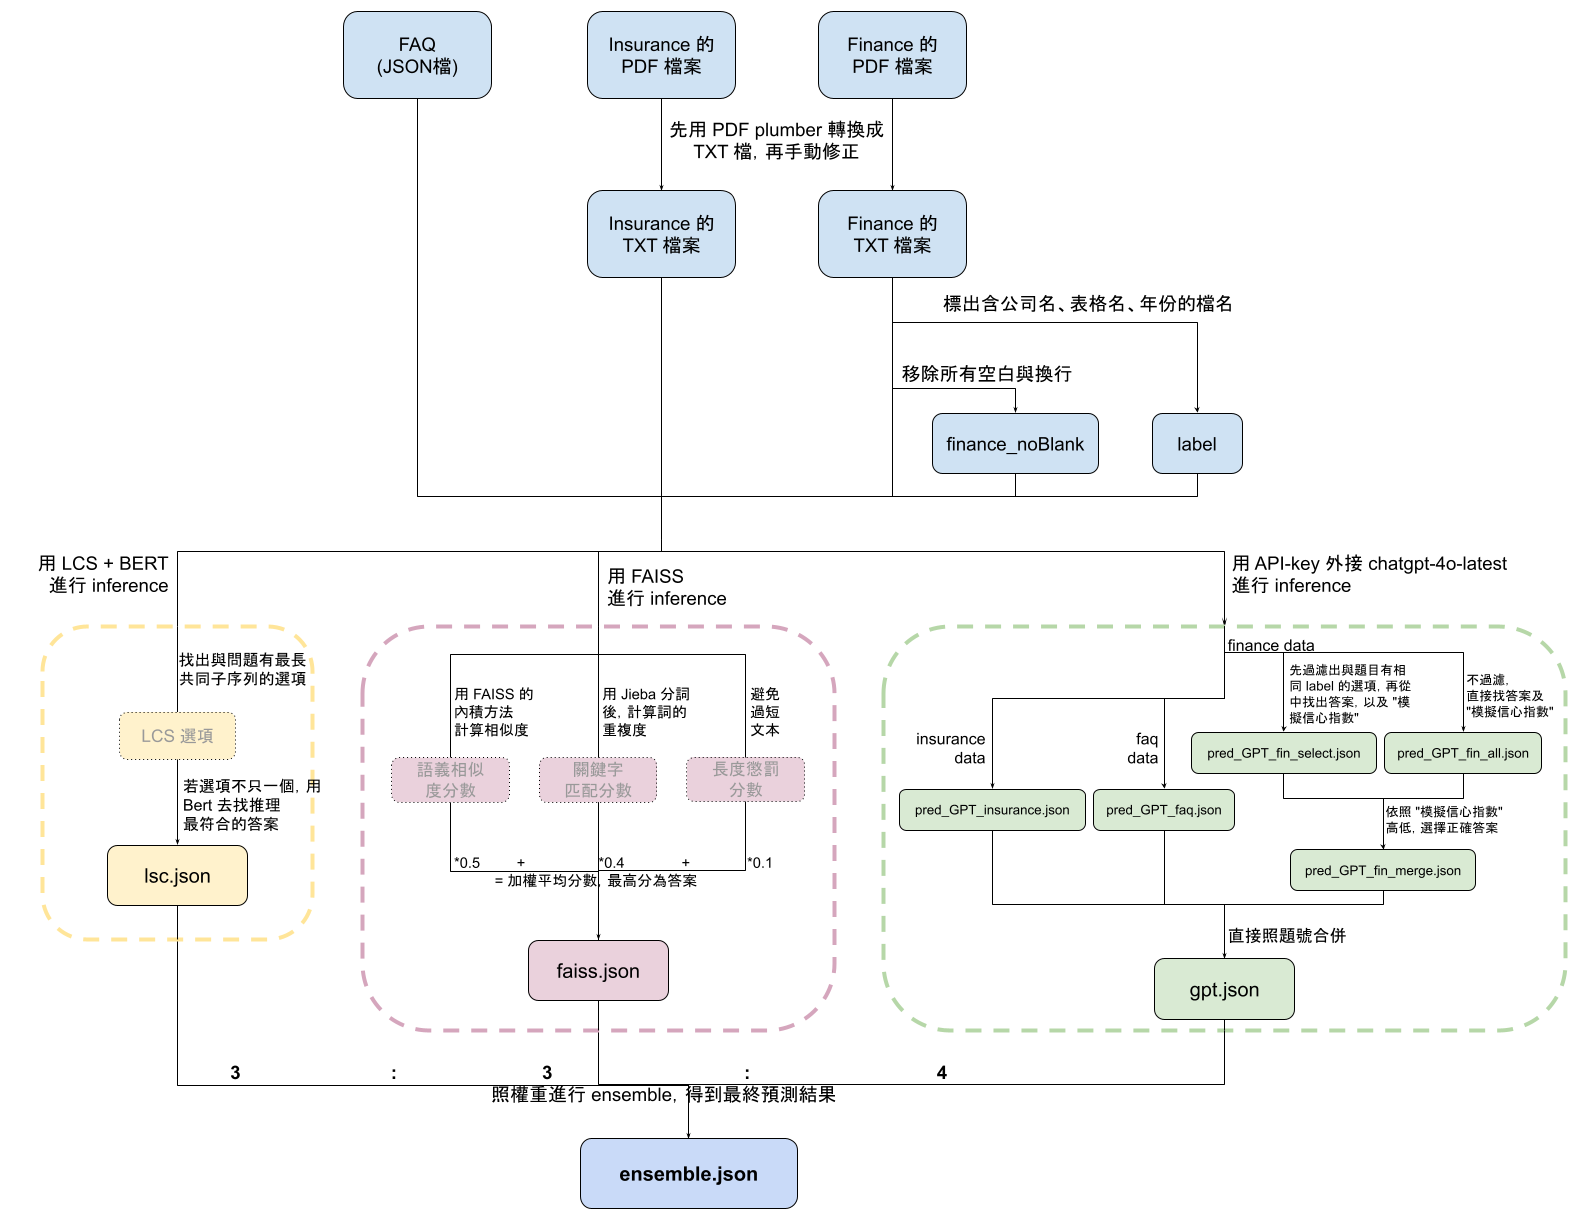 FAQ
(JSON檔)
Insurance 的
PDF 檔案
Finance 的
PDF 檔案
先用 PDF plumber 轉換成
TXT 檔, 再手動修正
Insurance 的
TXT 檔案
Finance 的
TXT 檔案
標出含公司名、表格名、年份的檔名
移除所有空白與換行
finance_noBlank
label
用 LCS + BERT
進行 inference
用 FAISS
進行 inference
用 API-key 外接 chatgpt-4o-latest
進行 inference
找出與問題有最長
共同子序列的選項
LCS 選項
若選項不只一個, 用
Bert 去找推理
最符合的答案
lsc.json
用 FAISS 的
內積方法
計算相似度
用 Jieba 分詞
後, 計算詞的
重複度
避免
過短
文本
語義相似
度分數
關鍵字
匹配分數
長度懲罰
分數
*0.5 + *0.4 + *0.1
= 加權平均分數, 最高分為答案
faiss.json
finance data
先過濾出與題目有相
同 label 的選項, 再從
中找出答案, 以及 "模
擬信心指數"
不過濾,
直接找答案及
"模擬信心指數"
insurance
data
faq
data
pred_GPT_fin_select.json
pred_GPT_fin_all.json
pred_GPT_insurance.json
pred_GPT_faq.json
依照 "模擬信心指數"
高低, 選擇正確答案
pred_GPT_fin_merge.json
直接照題號合併
gpt.json
3 : 3 : 4
照權重進行 ensemble, 得到最終預測結果
ensemble.json